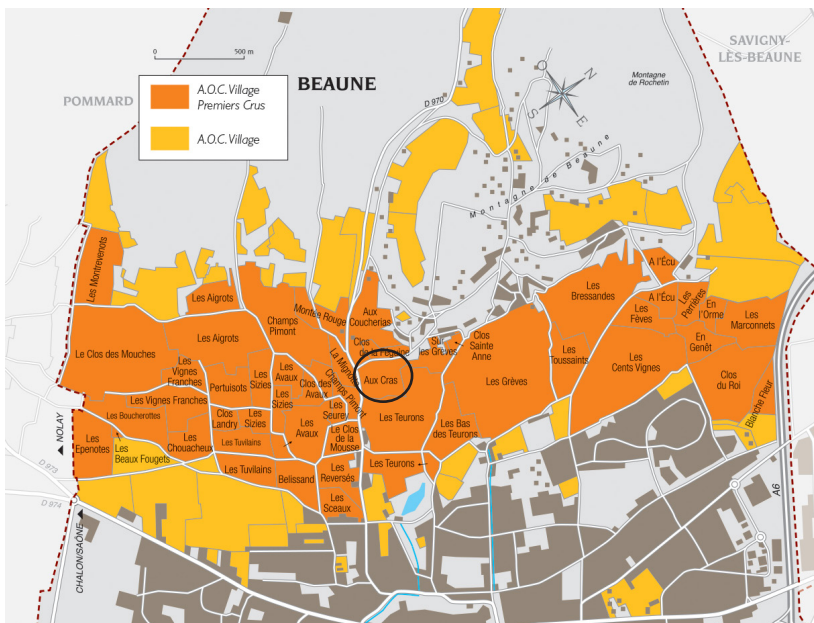 0
500 m
A.O.C. Village
Premiers Crus
A.O.C. Village
BEAUNE
POMMARD
SAVIGNY-
LÈS-BEAUNE
D 970
O
N
S
E
Montagne
de Rochetin
Montagne de Beaune
Les Montrevenots
Les Aigrots
Champs
Pimont
Montée Rouge
Aux
Coucherias
Clos
de la Féguine
Sur
les Grèves
Clos
Sainte
Anne
Les
Bressandes
A l'Écu
A l'Écu
Les
Fèves
Les
Perrières
En
l'Orme
Les
Marconnets
En
Genêt
Les
Cents Vignes
Clos
du Roi
Blanche Fleur
Les
Toussaints
Les Grèves
Le Clos des Mouches
Les Aigrots
Les
Vignes
Franches
Pertuisots
Les
Sizies
Les
Avaux
Clos des
Avaux
La Mignotte
Champs Pimont
Aux Cras
Les Vignes Franches
Les Boucherottes
Clos
Landry
Les
Sizies
Les
Sizies
Les
Seurey
Les Teurons
Les Bas
des Teurons
Les
Epenotes
Les
Beaux Fougets
Les
Chouacheux
Les Tuvilains
Les
Avaux
Le Clos
de la
Mousse
Les Teurons
Les Tuvilains
Belissand
Les
Reversés
Les
Sceaux
NOLAY
D 973
D 974
CHALON/SAÔNE
A6